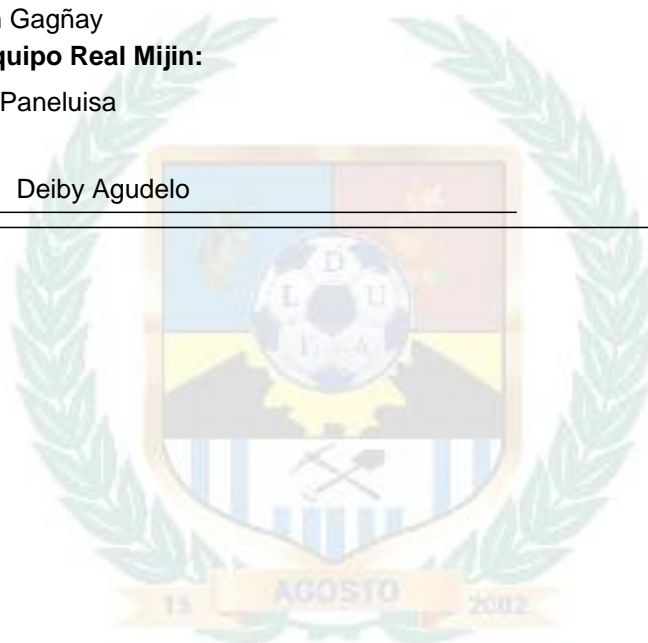 Gagñay
quipo Real Mijin:
Paneluisa
Deiby Agudelo
D
L U
L A
15 AGOSTO 2002